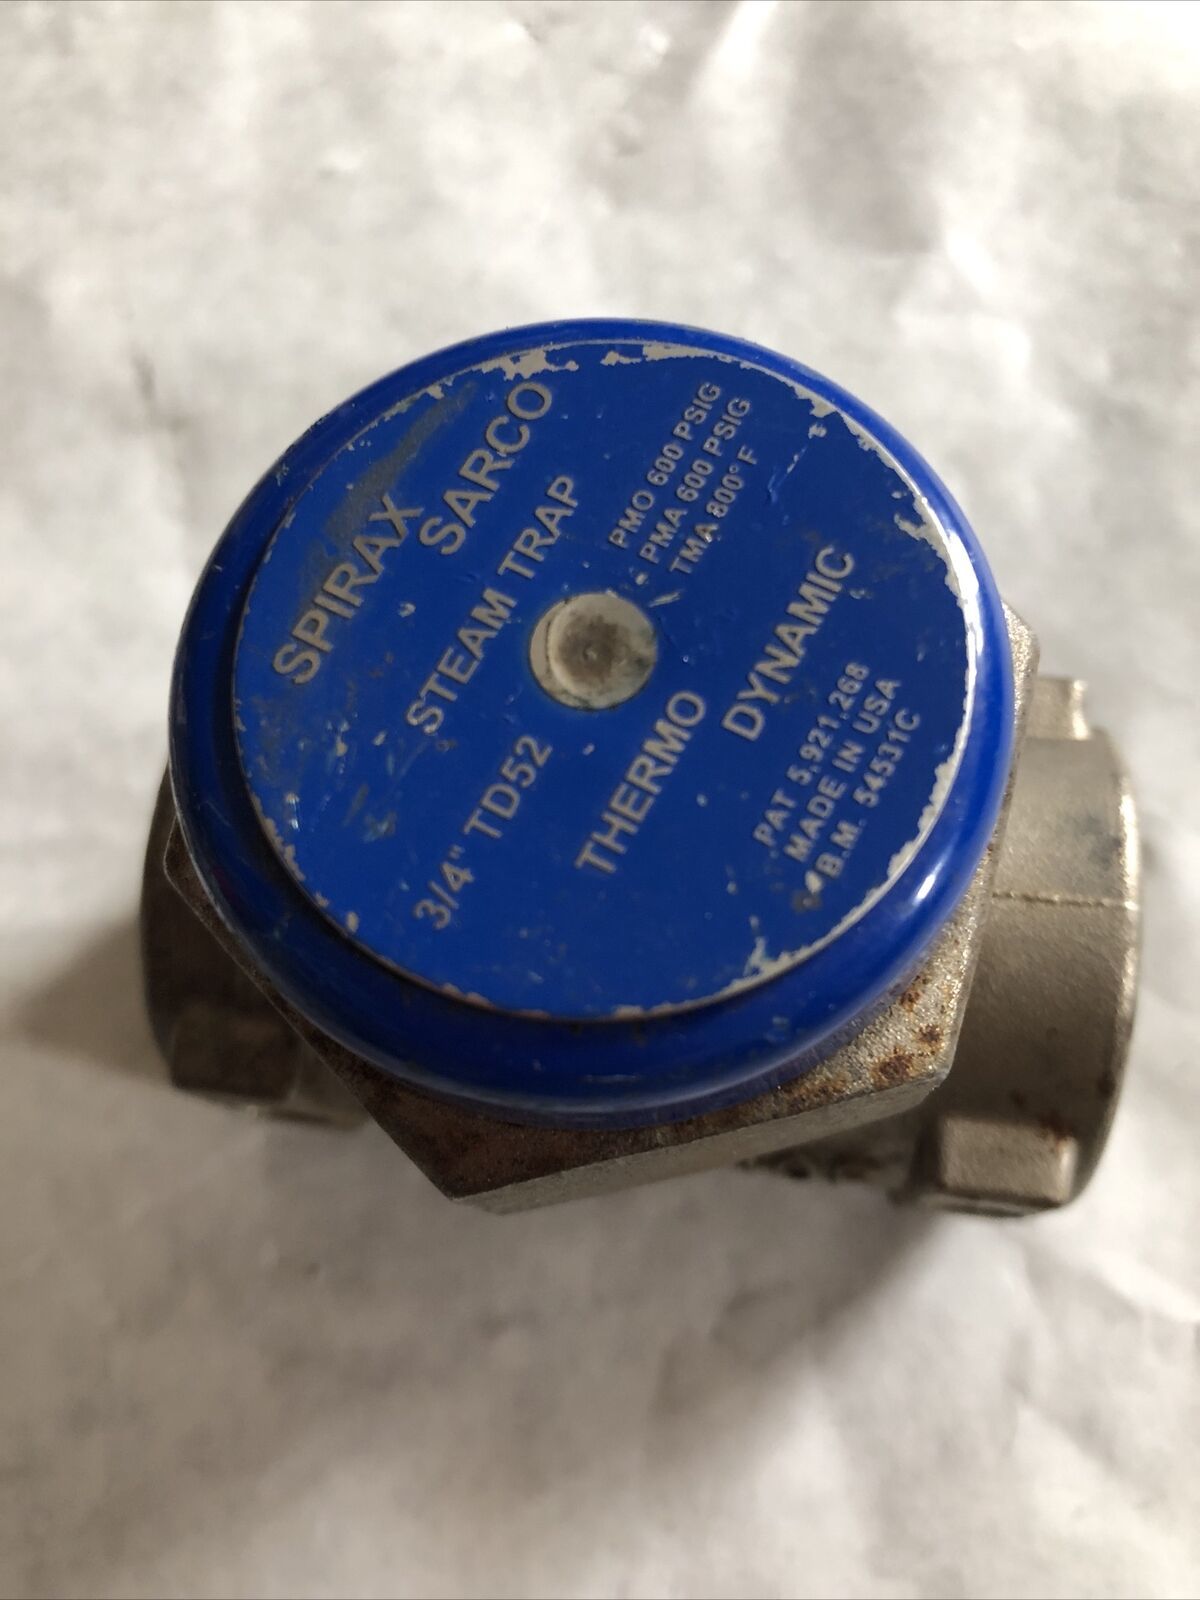 SPIRAX
SARCO
STEAM TRAP
3/4" TD52
PMO 600 PSIG
PMA 600 PSIG
TMA 800° F
THERMO
DYNAMIC
PAT 5,921,268
MADE IN USA
B.M. 54531C